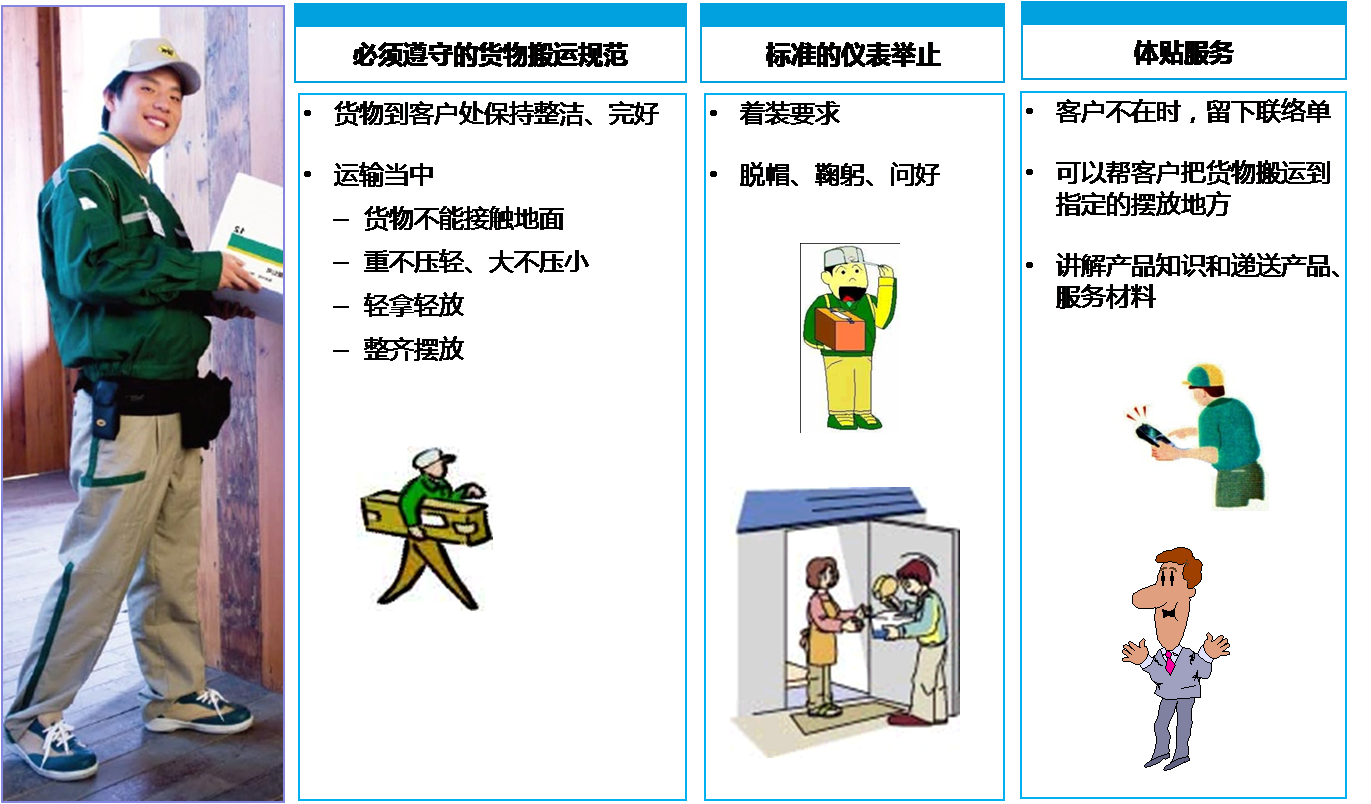 必须遵守的货物搬运规范
• 货物到客户处保持整洁、完好
• 运输当中
– 货物不能接触地面
– 重不压轻、大不压小
– 轻拿轻放
– 整齐摆放
标准的仪表举止
• 着装要求
• 脱帽、鞠躬、问好
体贴服务
• 客户不在时，留下联络单
• 可以帮客户把货物搬运到
指定的摆放地方
• 讲解产品知识和递送产品、
服务材料